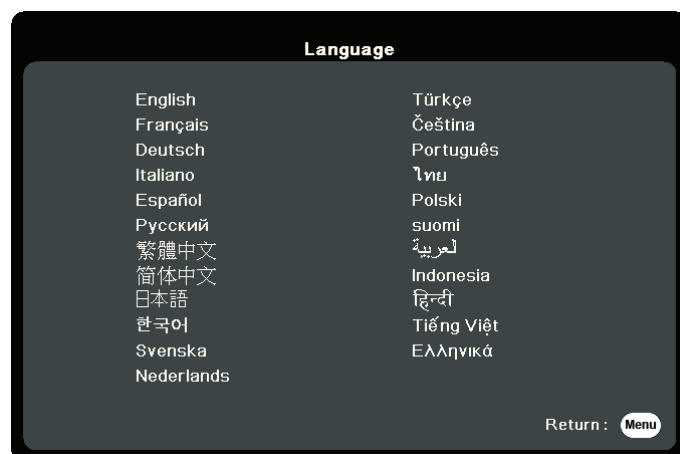 Language
English
Français
Deutsch
Italiano
Español
Русский
繁體中文
简体中文
日本語
한국어
Svenska
Nederlands
Türkçe
Čeština
Português
ไทย
Polski
suomi
العربية
Indonesia
हिन्दी
Tiếng Việt
Ελληνικά
Return : Menu